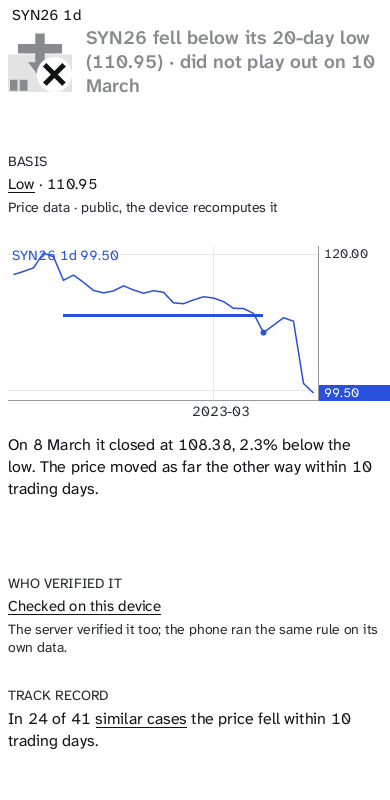 SYN26 1d
SYN26 fell below its 20-day low
(110.95) · did not play out on 10
March
BASIS
Low · 110.95
Price data · public, the device recomputes it
SYN26 1d 99.50
120.00
99.50
2023-03
On 8 March it closed at 108.38, 2.3% below the
low. The price moved as far the other way within 10
trading days.
WHO VERIFIED IT
Checked on this device
The server verified it too; the phone ran the same rule on its
own data.
TRACK RECORD
In 24 of 41 similar cases the price fell within 10
trading days.